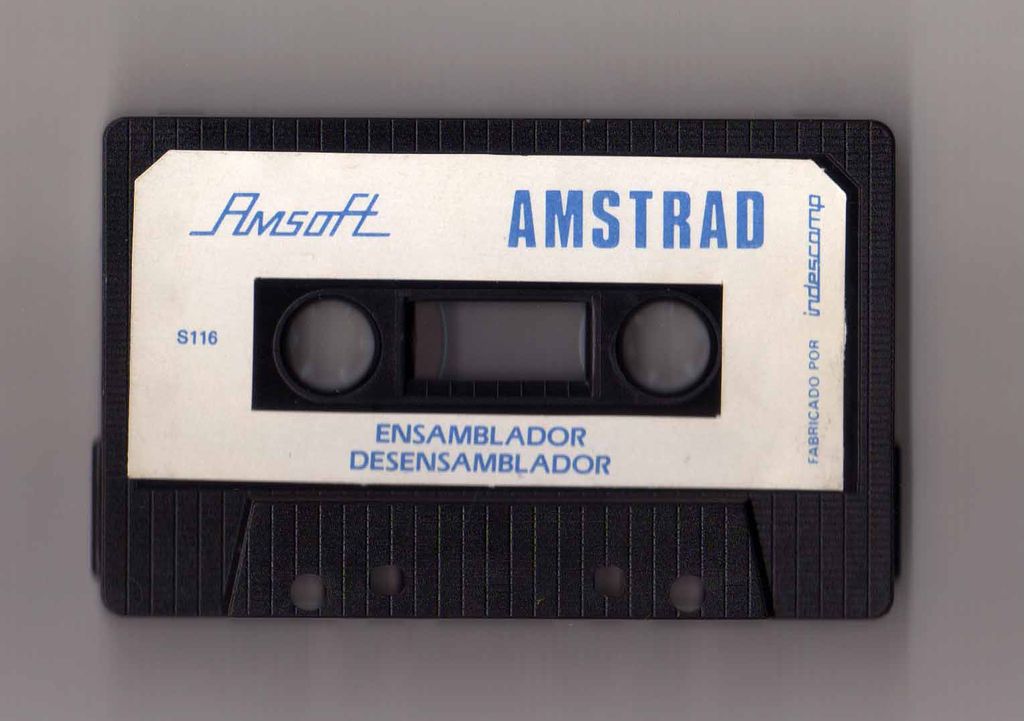 Amsoft
AMSTRAD
S116
ENSAMBLADOR
DESENSAMBLADOR
FABRICADO POR indescomp